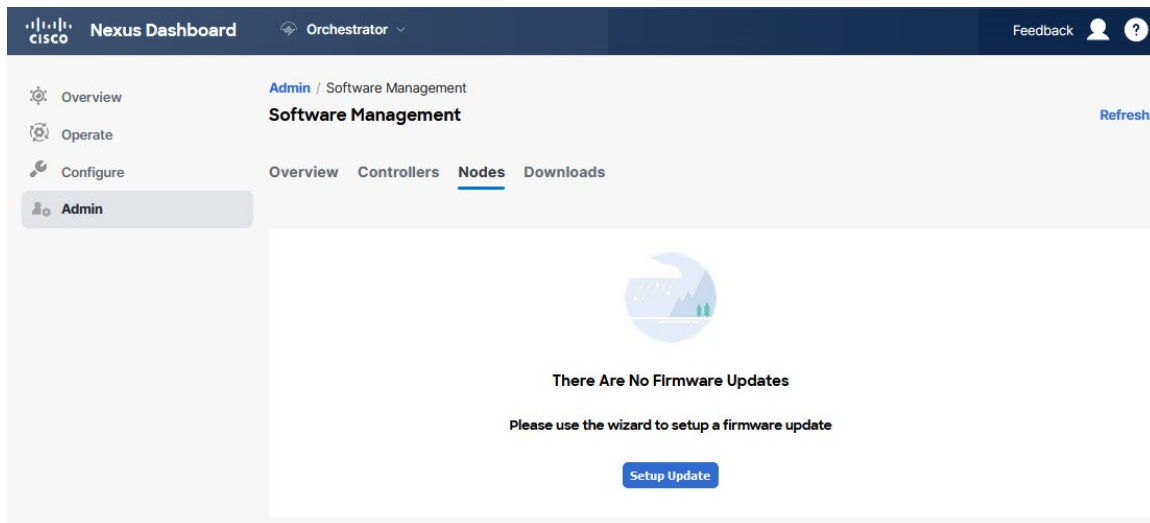 CISCO Nexus Dashboard Orchestrator Feedback ?
Overview
Operate
Configure
Admin
Admin / Software Management
Software Management
Refresh
Overview Controllers Nodes Downloads
There Are No FIrmware Updates
Please use the wizard to setup a firmware update
Setup Update